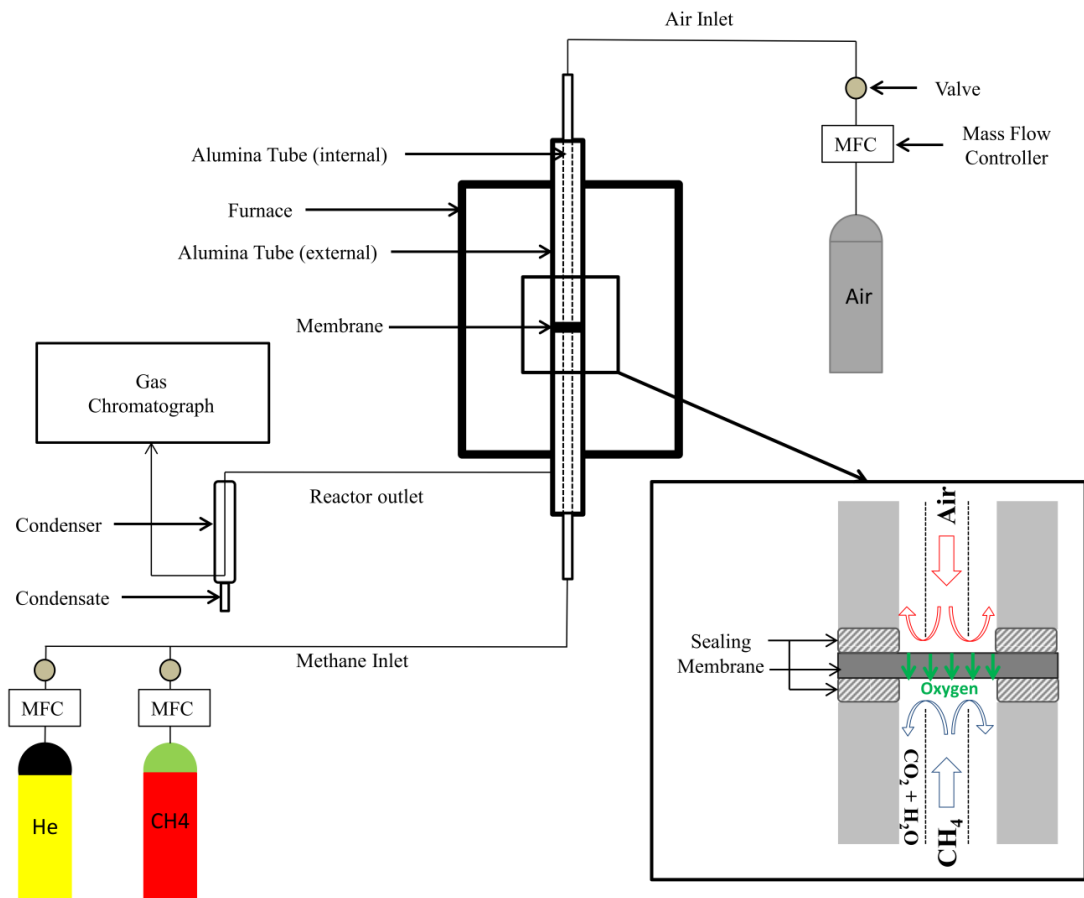 Air Inlet
Valve
MFC
Mass Flow
Controller
Alumina Tube (internal)
Furnace
Alumina Tube (external)
Air
Membrane
Gas
Chromatograph
Reactor outlet
Condenser
Condensate
Methane Inlet
MFC
MFC
He
CH4
Air
Sealing
Membrane
Oxygen
CO₂ + H₂O
CH₄